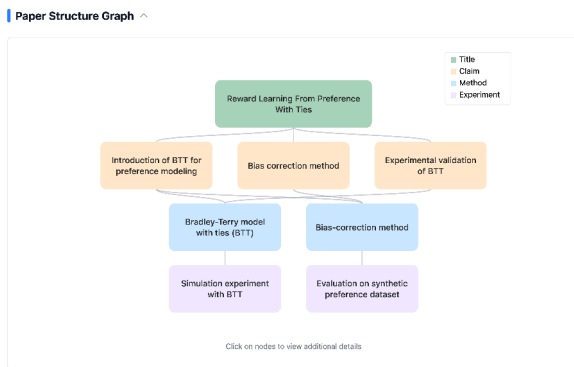 Paper Structure Graph
Title
Claim
Method
Experiment
Reward Learning From Preference
With Ties
Introduction of BTT for
preference modeling
Bias correction method
Experimental validation
of BTT
Bradley-Terry model
with ties (BTT)
Bias-correction method
Simulation experiment
with BTT
Evaluation on synthetic
preference dataset
Click on nodes to view additional details